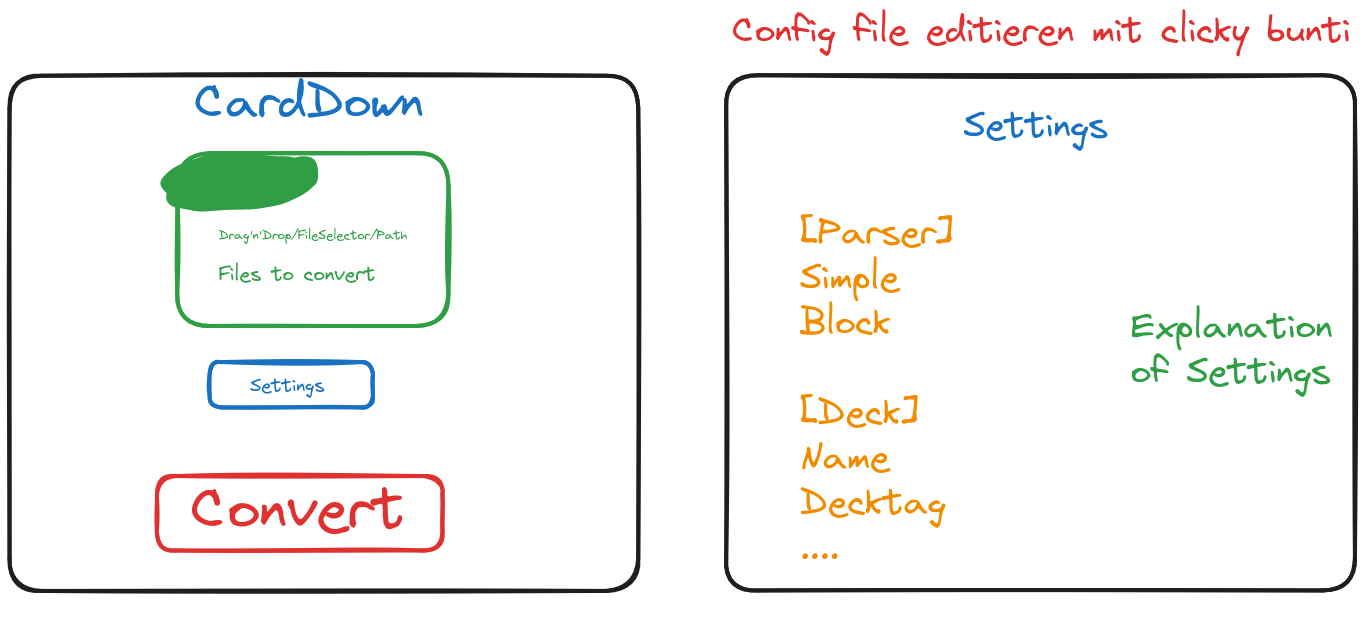 Config file editieren mit clicky bunti
CardDown
Drag'n'Drop/FileSelector/Path
Files to convert
Settings
Convert
Settings
[Parser]
Simple
Block
[Deck]
Name
Decktag
....
Explanation
of Settings